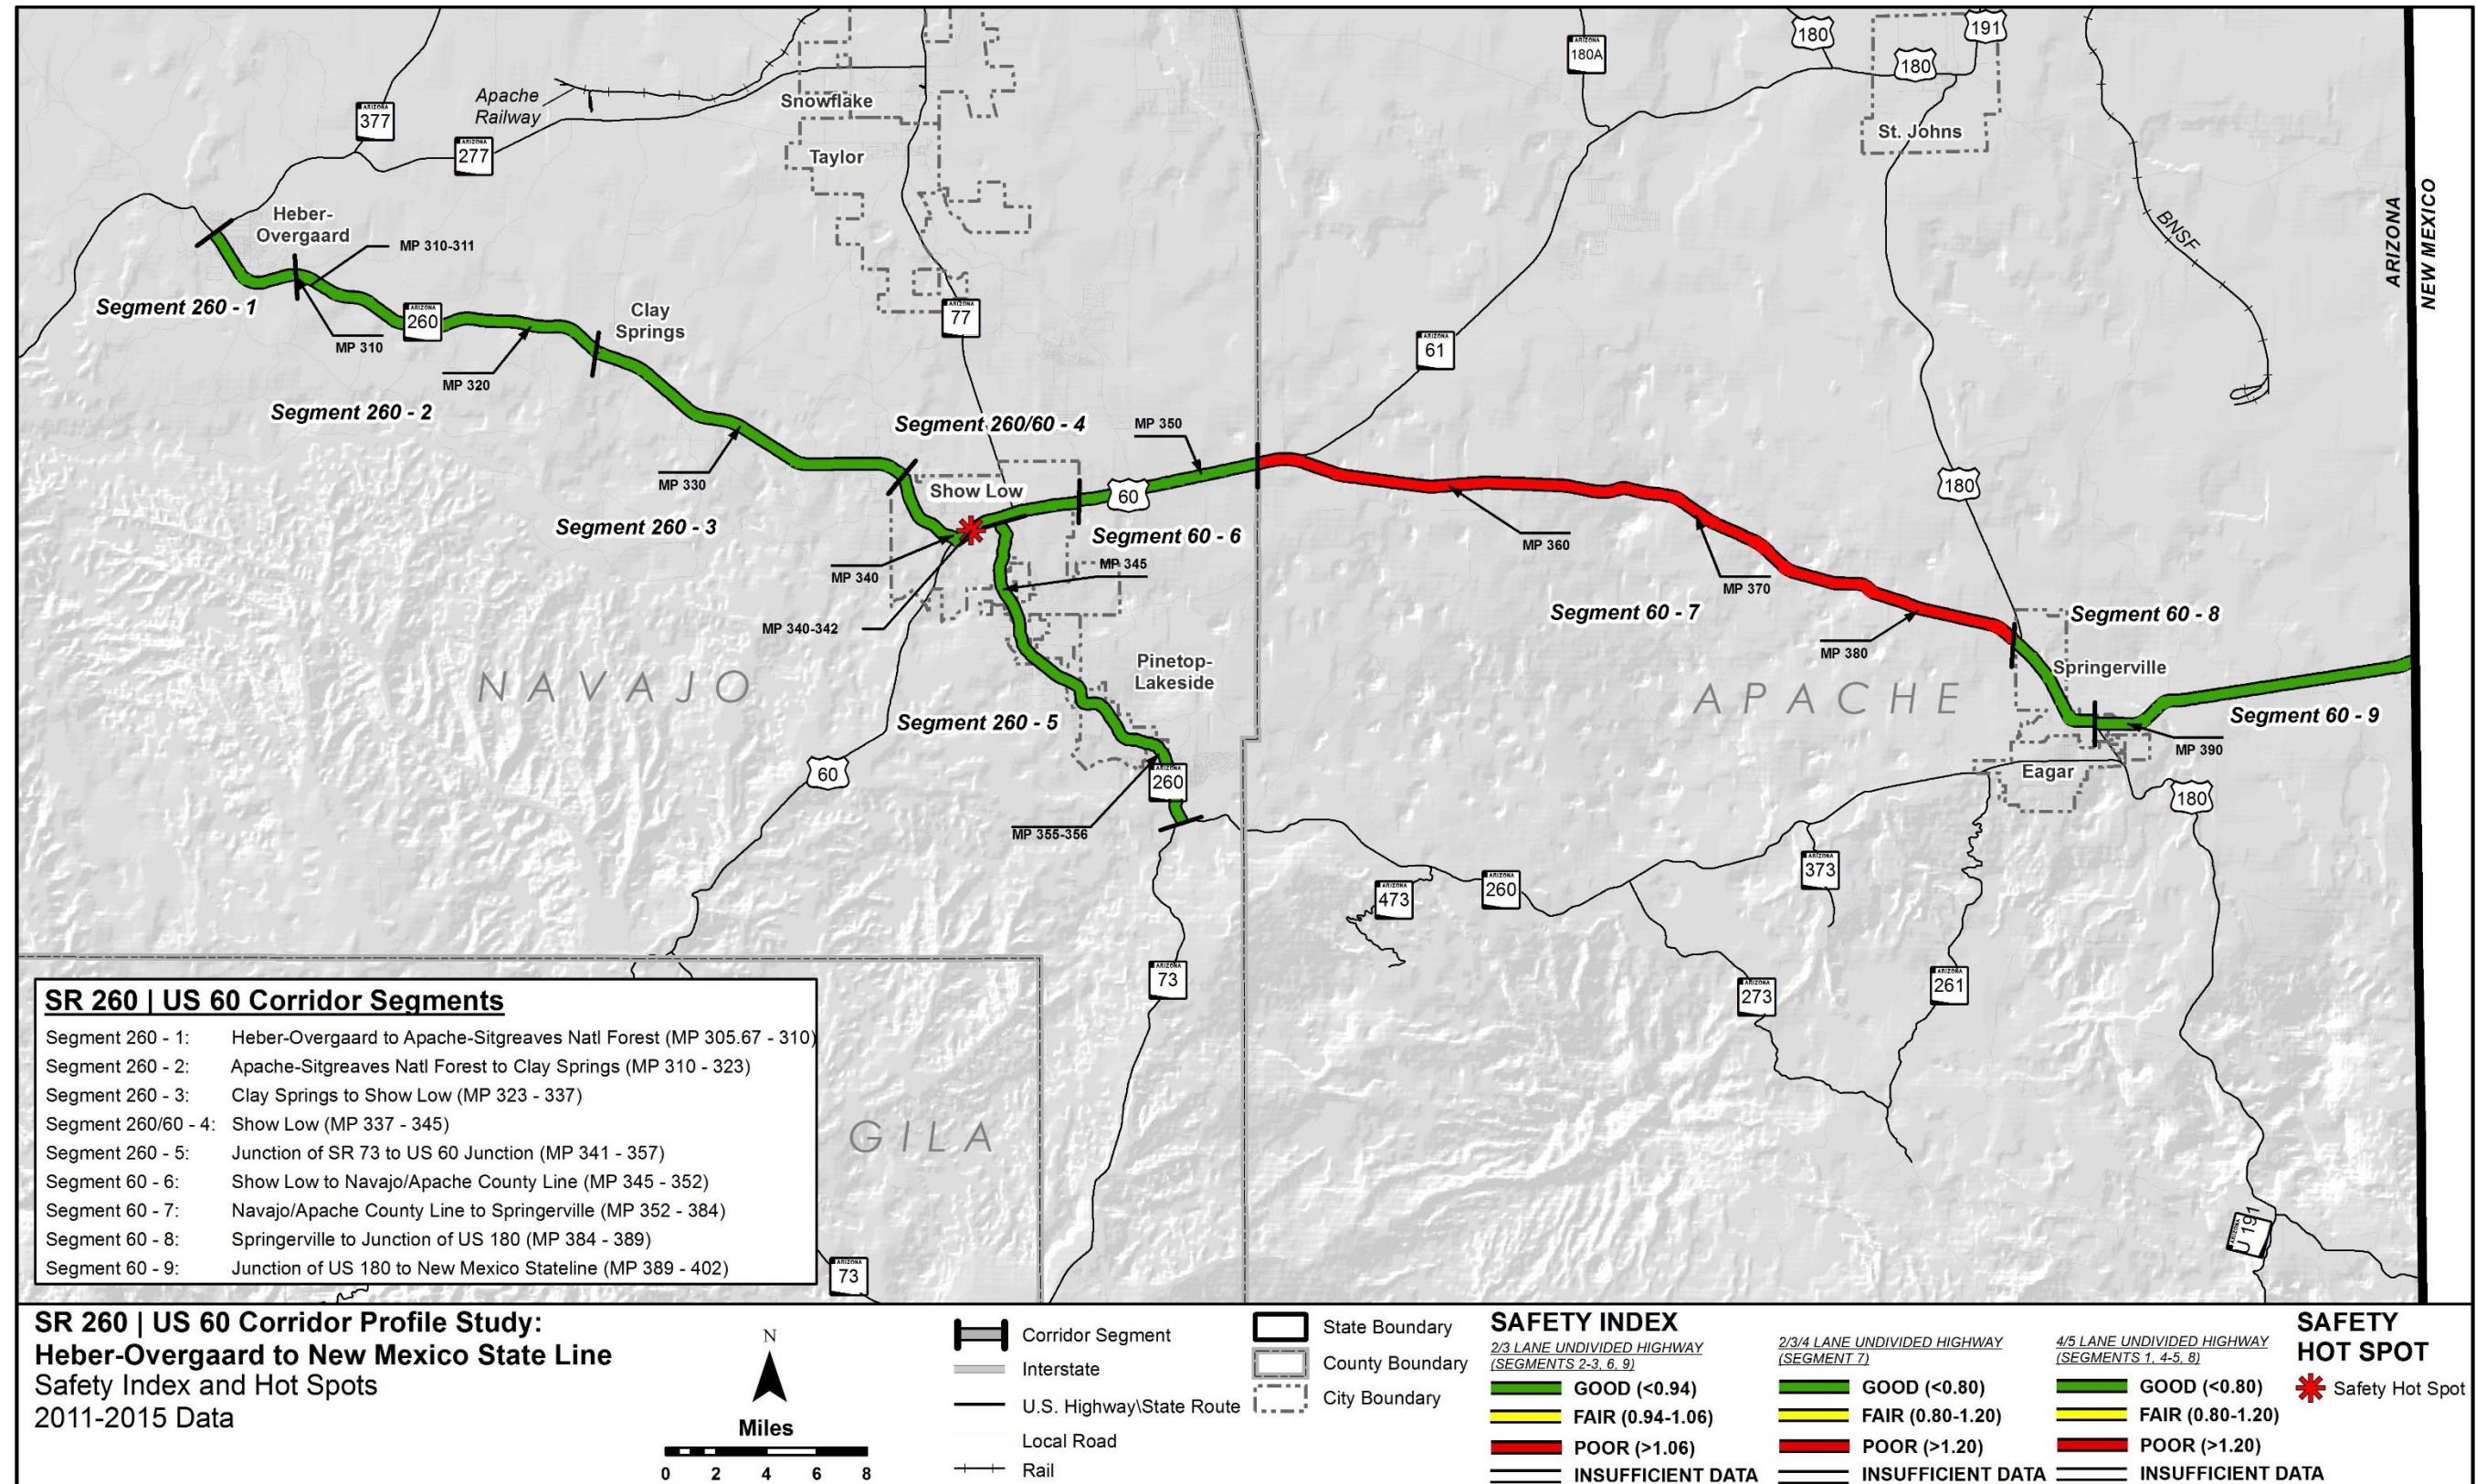 180
191
180A
180
Apache
Railway
Snowflake
ARIZONA
377
ARIZONA
277
St. Johns
Taylor
Heber-
Overgaard
MP 310-311
BNSF
ARIZONA
NEW MEXICO
Segment 260 - 1
ARIZONA
260
Clay
Springs
ARIZONA
77
MP 310
ARIZONA
61
MP 320
Segment 260 - 2
Segment 260/60 - 4
MP 350
MP 330
Show Low
60
180
Segment 260 - 3
Segment 60 - 6
MP 360
MP 340
MP 345
MP 370
Segment 60 - 7
Segment 60 - 8
MP 340-342
MP 380
Pinetop-
Lakeside
Springerville
NAVAJO
APACHE
Segment 260 - 5
Segment 60 - 9
MP 390
60
ARIZONA
260
Eagar
180
MP 355-356
ARIZONA
473
ARIZONA
260
ARIZONA
373
ARIZONA
73
ARIZONA
273
ARIZONA
261
GILA
ARIZONA
U 191
ARIZONA
73
SR 260 | US 60 Corridor Segments
Segment 260 - 1: Heber-Overgaard to Apache-Sitgreaves Natl Forest (MP 305.67 - 310)
Segment 260 - 2: Apache-Sitgreaves Natl Forest to Clay Springs (MP 310 - 323)
Segment 260 - 3: Clay Springs to Show Low (MP 323 - 337)
Segment 260/60 - 4: Show Low (MP 337 - 345)
Segment 260 - 5: Junction of SR 73 to US 60 Junction (MP 341 - 357)
Segment 60 - 6: Show Low to Navajo/Apache County Line (MP 345 - 352)
Segment 60 - 7: Navajo/Apache County Line to Springerville (MP 352 - 384)
Segment 60 - 8: Springerville to Junction of US 180 (MP 384 - 389)
Segment 60 - 9: Junction of US 180 to New Mexico Stateline (MP 389 - 402)
SR 260 | US 60 Corridor Profile Study:
Heber-Overgaard to New Mexico State Line
Safety Index and Hot Spots
2011-2015 Data
N
Miles
0 2 4 6 8
Corridor Segment
Interstate
U.S. Highway\State Route
Local Road
Rail
State Boundary
County Boundary
City Boundary
SAFETY INDEX
2/3 LANE UNDIVIDED HIGHWAY
(SEGMENTS 2-3, 6, 9)
GOOD (<0.94)
FAIR (0.94-1.06)
POOR (>1.06)
INSUFFICIENT DATA
2/3/4 LANE UNDIVIDED HIGHWAY
(SEGMENT 7)
GOOD (<0.80)
FAIR (0.80-1.20)
POOR (>1.20)
INSUFFICIENT DATA
4/5 LANE UNDIVIDED HIGHWAY
(SEGMENTS 1, 4-5, 8)
GOOD (<0.80)
FAIR (0.80-1.20)
POOR (>1.20)
INSUFFICIENT DATA
SAFETY
HOT SPOT
Safety Hot Spot